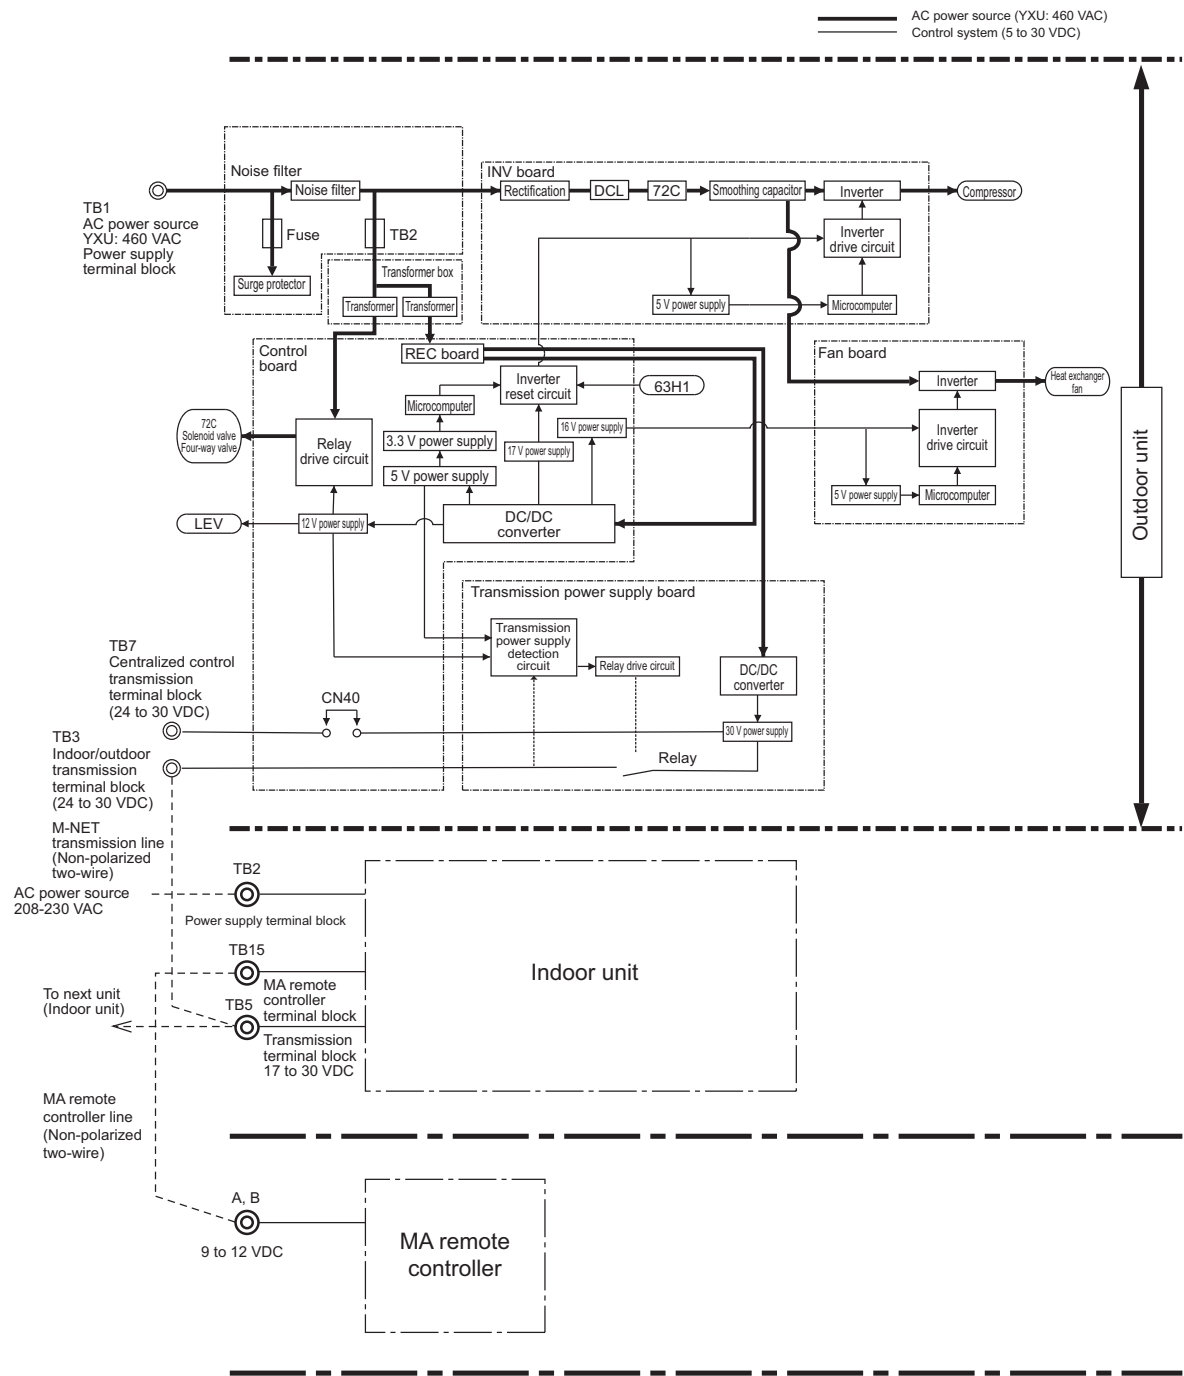 AC power source (YXU: 460 VAC)
Control system (5 to 30 VDC)
Noise filter
Noise filter
TB1
AC power source
YXU: 460 VAC
Power supply
terminal block
Fuse
TB2
Surge protector
Transformer box
Transformer
Transformer
INV board
Rectification
DCL
72C
Smoothing capacitor
Inverter
Compressor
Inverter
drive circuit
5 V power supply
Microcomputer
Control
board
REC board
Inverter
reset circuit
63H1
Microcomputer
16 V power supply
3.3 V power supply
17 V power supply
5 V power supply
72C
Solenoid valve
Four-way valve
Relay
drive circuit
LEV
12 V power supply
DC/DC
converter
Fan board
Inverter
Heat exchanger
fan
Inverter
drive circuit
5 V power supply
Microcomputer
Outdoor unit
Transmission power supply board
Transmission
power supply
detection
circuit
Relay drive circuit
DC/DC
converter
30 V power supply
Relay
TB7
Centralized control
transmission
terminal block
(24 to 30 VDC)
CN40
TB3
Indoor/outdoor
transmission
terminal block
(24 to 30 VDC)
M-NET
transmission line
(Non-polarized
two-wire)
AC power source
208-230 VAC
TB2
Power supply terminal block
TB15
MA remote
controller
terminal block
To next unit
(Indoor unit)
TB5
Transmission
terminal block
17 to 30 VDC
Indoor unit
MA remote
controller line
(Non-polarized
two-wire)
A, B
9 to 12 VDC
MA remote
controller